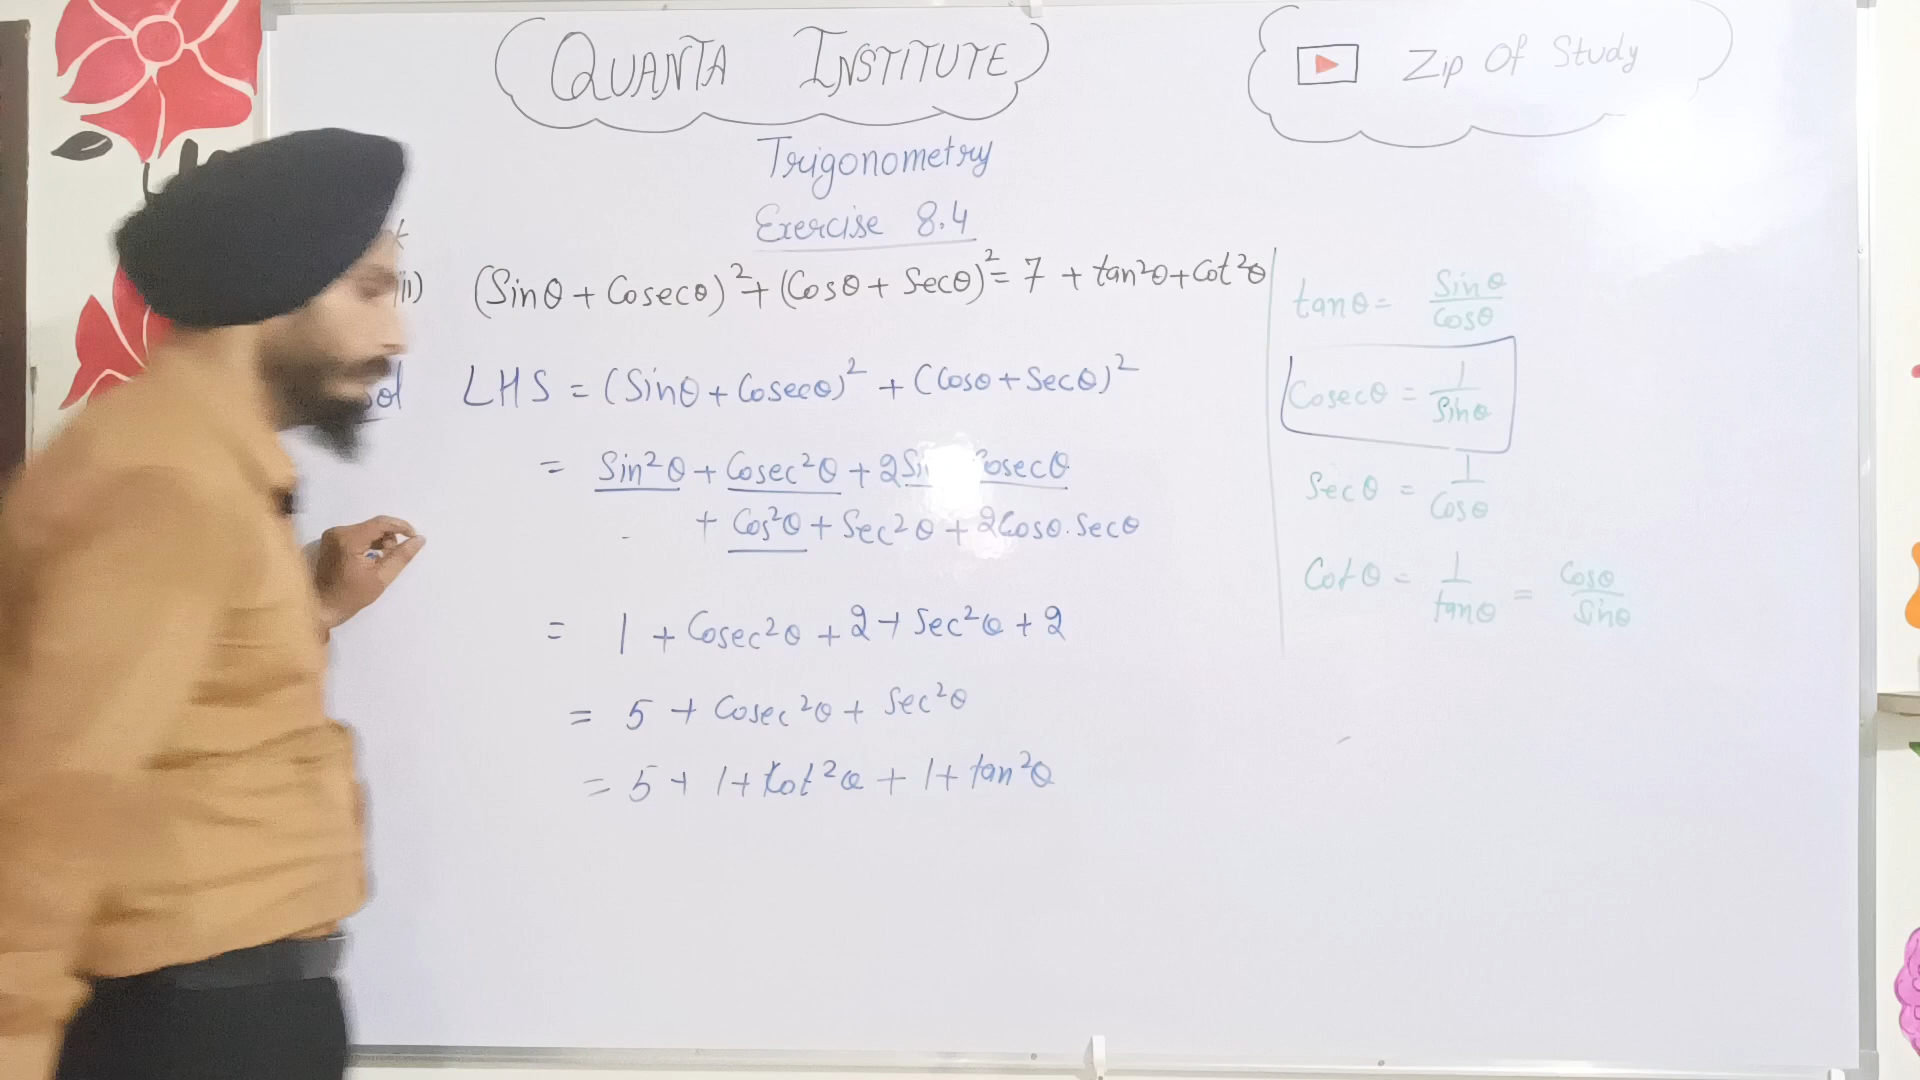 QUANTA INSTITUTE
Zip Of Study
Trigonometry
Exercise 8.4
ii) (Sinθ + Cosecθ)² + (Cosθ + Secθ)² = 7 + tan²θ + Cot²θ
Sol LHS = (Sinθ + Cosecθ)² + (Cosθ + Secθ)²
= Sin²θ + Cosec²θ + 2Si Cosecθ
+ Cos²θ + Sec²θ + 2Cosθ.Secθ
= 1 + Cosec²θ + 2 + Sec²θ + 2
= 5 + Cosec²θ + Sec²θ
= 5 + 1 + Cot²θ + 1 + tan²θ
tanθ = Sinθ/Cosθ
Cosecθ = 1/Sinθ
Secθ = 1/Cosθ
Cotθ = 1/tanθ = Cosθ/Sinθ